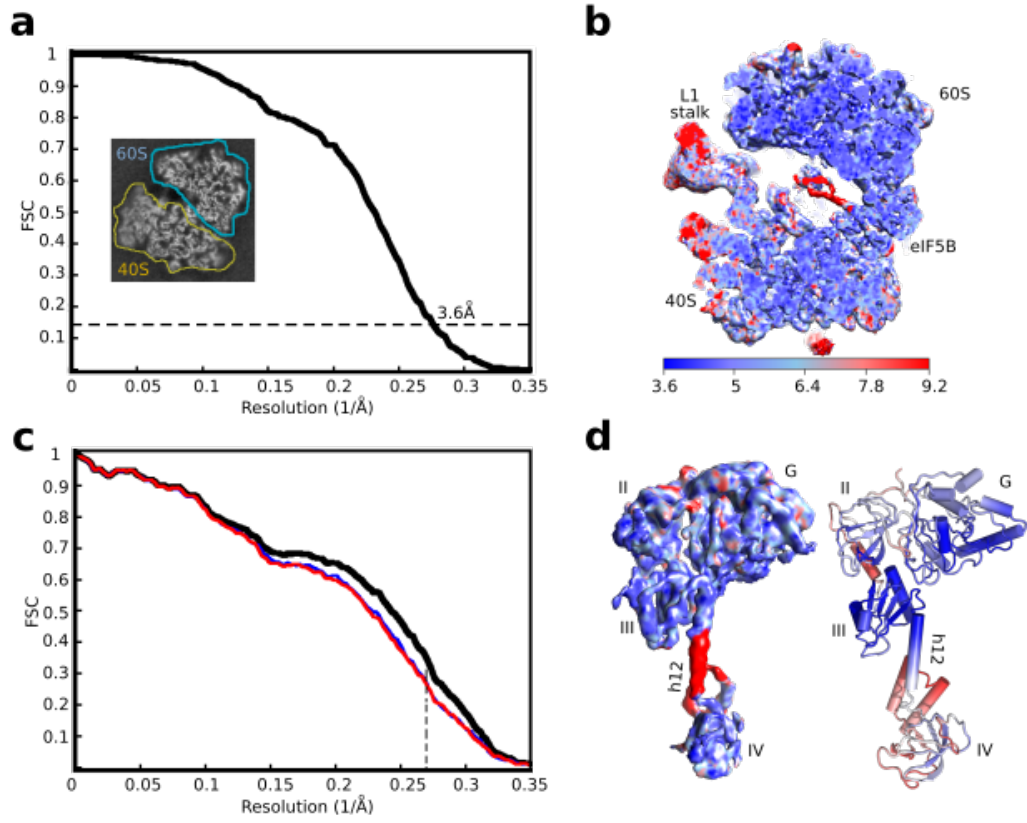 a
1
0.9
0.8
0.7
0.6
0.5
0.4
0.3
0.2
0.1
FSC
60S
40S
3.6Å
0
0.05
0.1
0.15
0.2
0.25
0.3
0.35
Resolution (1/Å)
b
L1
stalk
60S
eIF5B
40S
3.6
5
6.4
7.8
9.2
c
1
0.9
0.8
0.7
0.6
0.5
0.4
0.3
0.2
0.1
FSC
0
0.05
0.1
0.15
0.2
0.25
0.3
0.35
Resolution (1/Å)
d
II
G
III
h12
IV
II
G
III
h12
IV